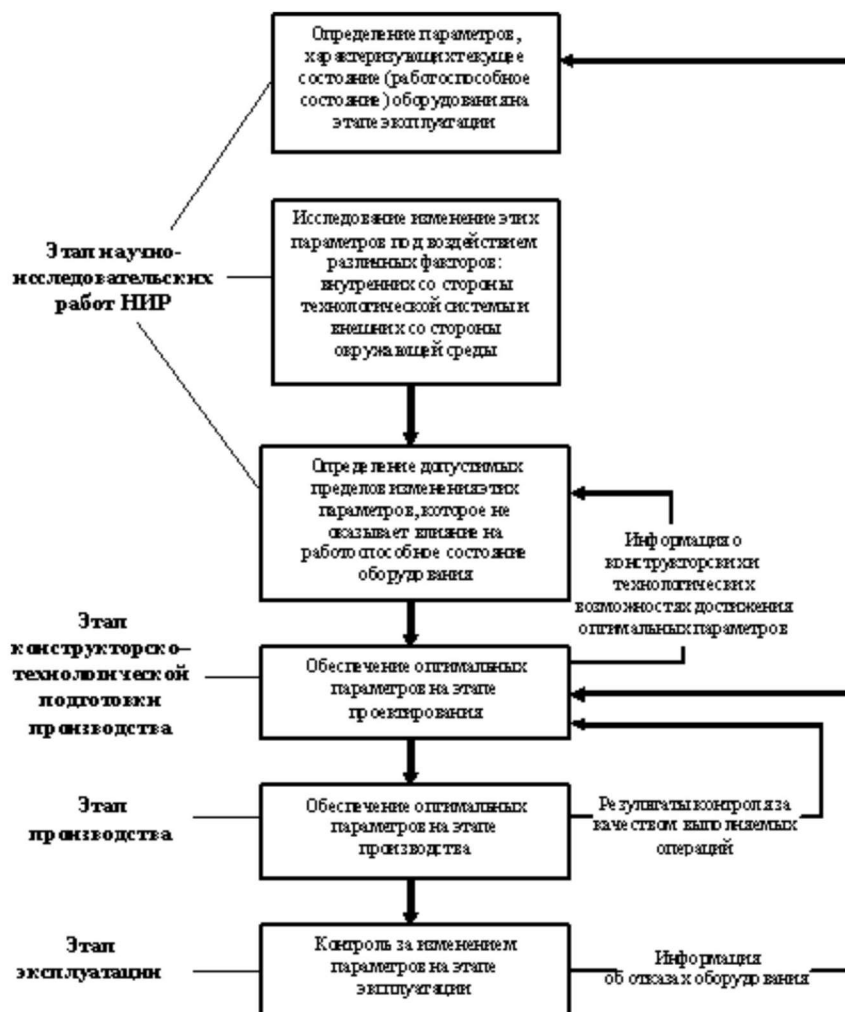 Определение параметров,
характеризующих текущее
состояние (работоспособное
состояние) оборудования на
этапе эксплуатации
Исследование изменение этих
параметров под воздействием
различных факторов:
внутренних со стороны
технологической системы и
внешних со стороны
окружающей среды
Этап научно-
исследовательских
работ НИР
Определение допустимых
пределов изменения этих
параметров, которое не
оказывает влияние на
работоспособное состояние
оборудования
Информация о
конструкторских и
технологических
возможностях достижения
оптимальных параметров
Этап
конструкторско–
технологической
подготовки
производства
Обеспечение оптимальных
параметров на этапе
проектирования
Этап
производства
Обеспечение оптимальных
параметров на этапе
производства
Результаты контроля за
качеством выполняемых
операций
Этап
эксплуатации
Контроль за изменением
параметров на этапе
эксплуатации
Информация
об отказах оборудования